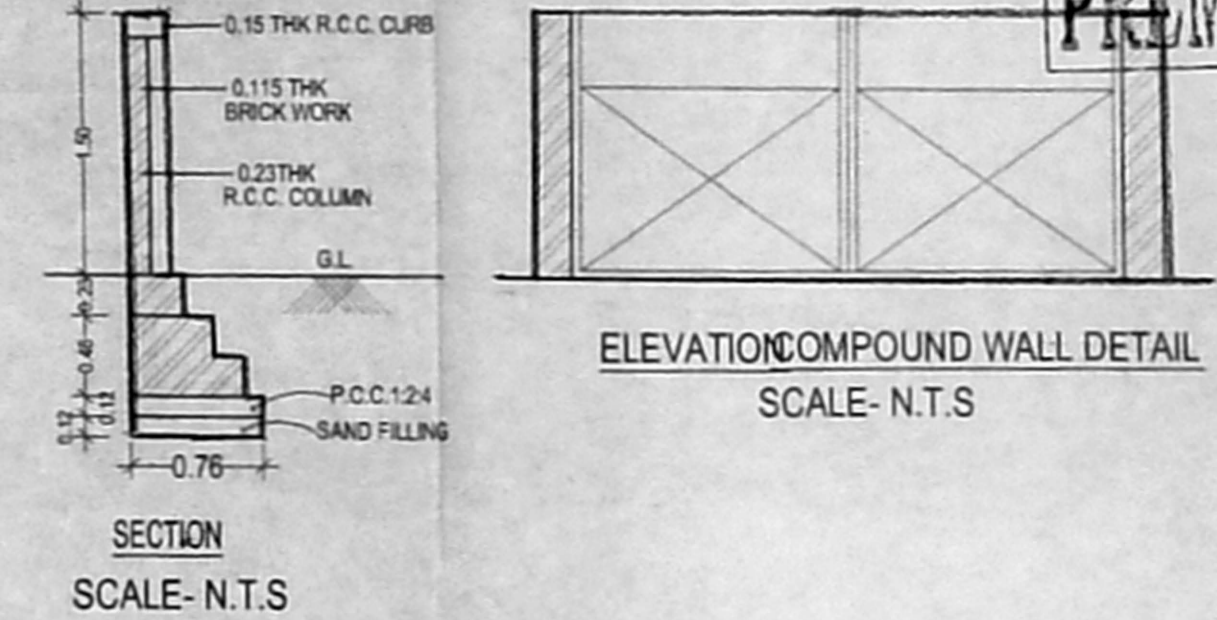 0.15 THK R.C.C. CURB
0.115 THK
BRICK WORK
1.50
0.23THK
R.C.C. COLUMN
G.L
0.23
0.48
0.12
0.12
P.C.C.1:2:4
SAND FILLING
0.76
SECTION
SCALE- N.T.S
ELEVATION COMPOUND WALL DETAIL
SCALE- N.T.S